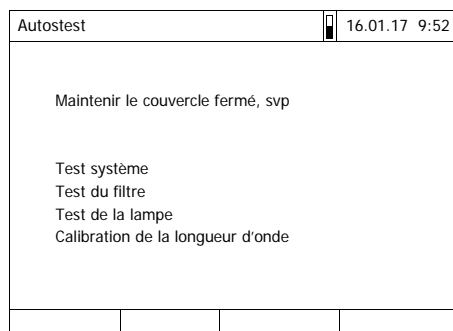 Autostest 16.01.17 9:52
Maintenir le couvercle fermé, svp
Test système
Test du filtre
Test de la lampe
Calibration de la longueur d'onde